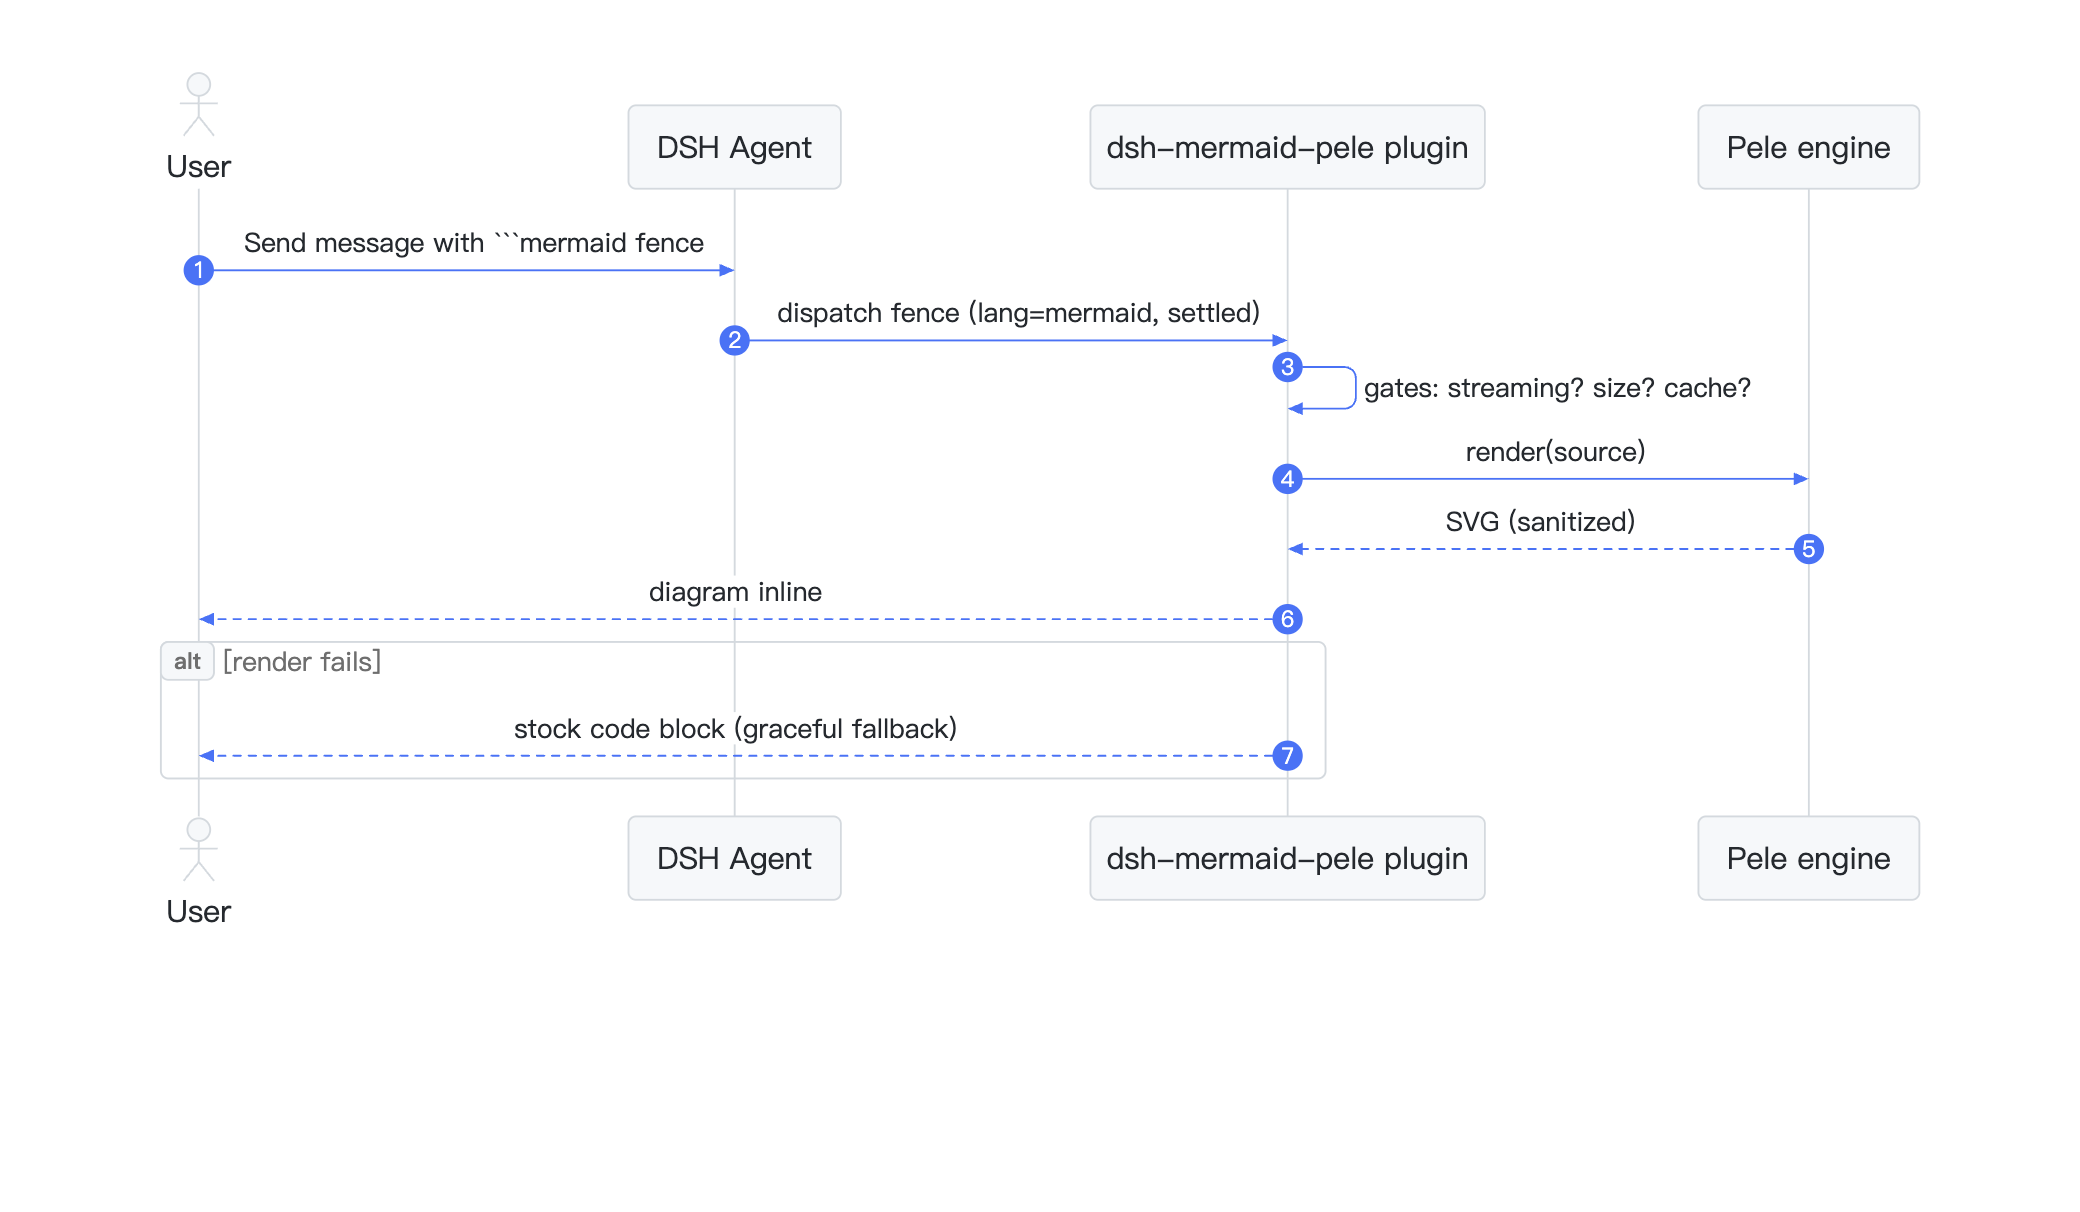 User
DSH Agent
dsh-mermaid-pele plugin
Pele engine
Send message with ```mermaid fence
1
dispatch fence (lang=mermaid, settled)
2
3
gates: streaming? size? cache?
render(source)
4
SVG (sanitized)
5
diagram inline
6
alt [render fails]
stock code block (graceful fallback)
7
User
DSH Agent
dsh-mermaid-pele plugin
Pele engine